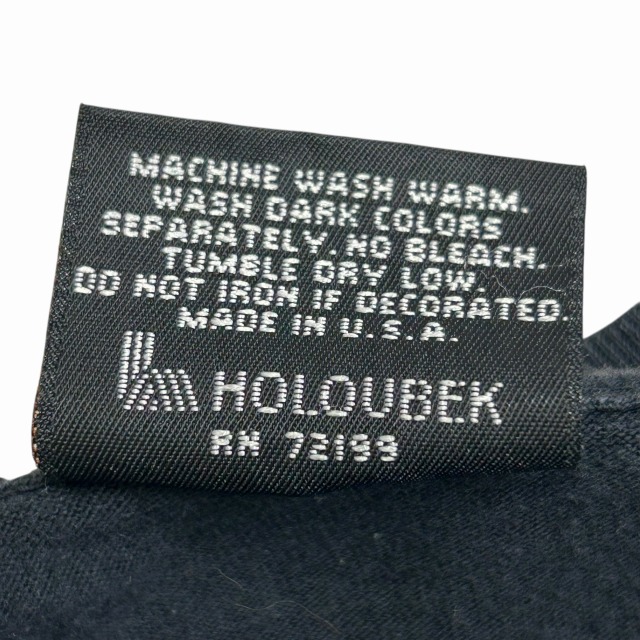 MACHINE WASH WARM.
WASH DARK COLORS
SEPARATELY. NO BLEACH.
TUMBLE DRY LOW.
DO NOT IRON IF DECORATED.
MADE IN U.S.A.
HOLOUBEK
RN 72199